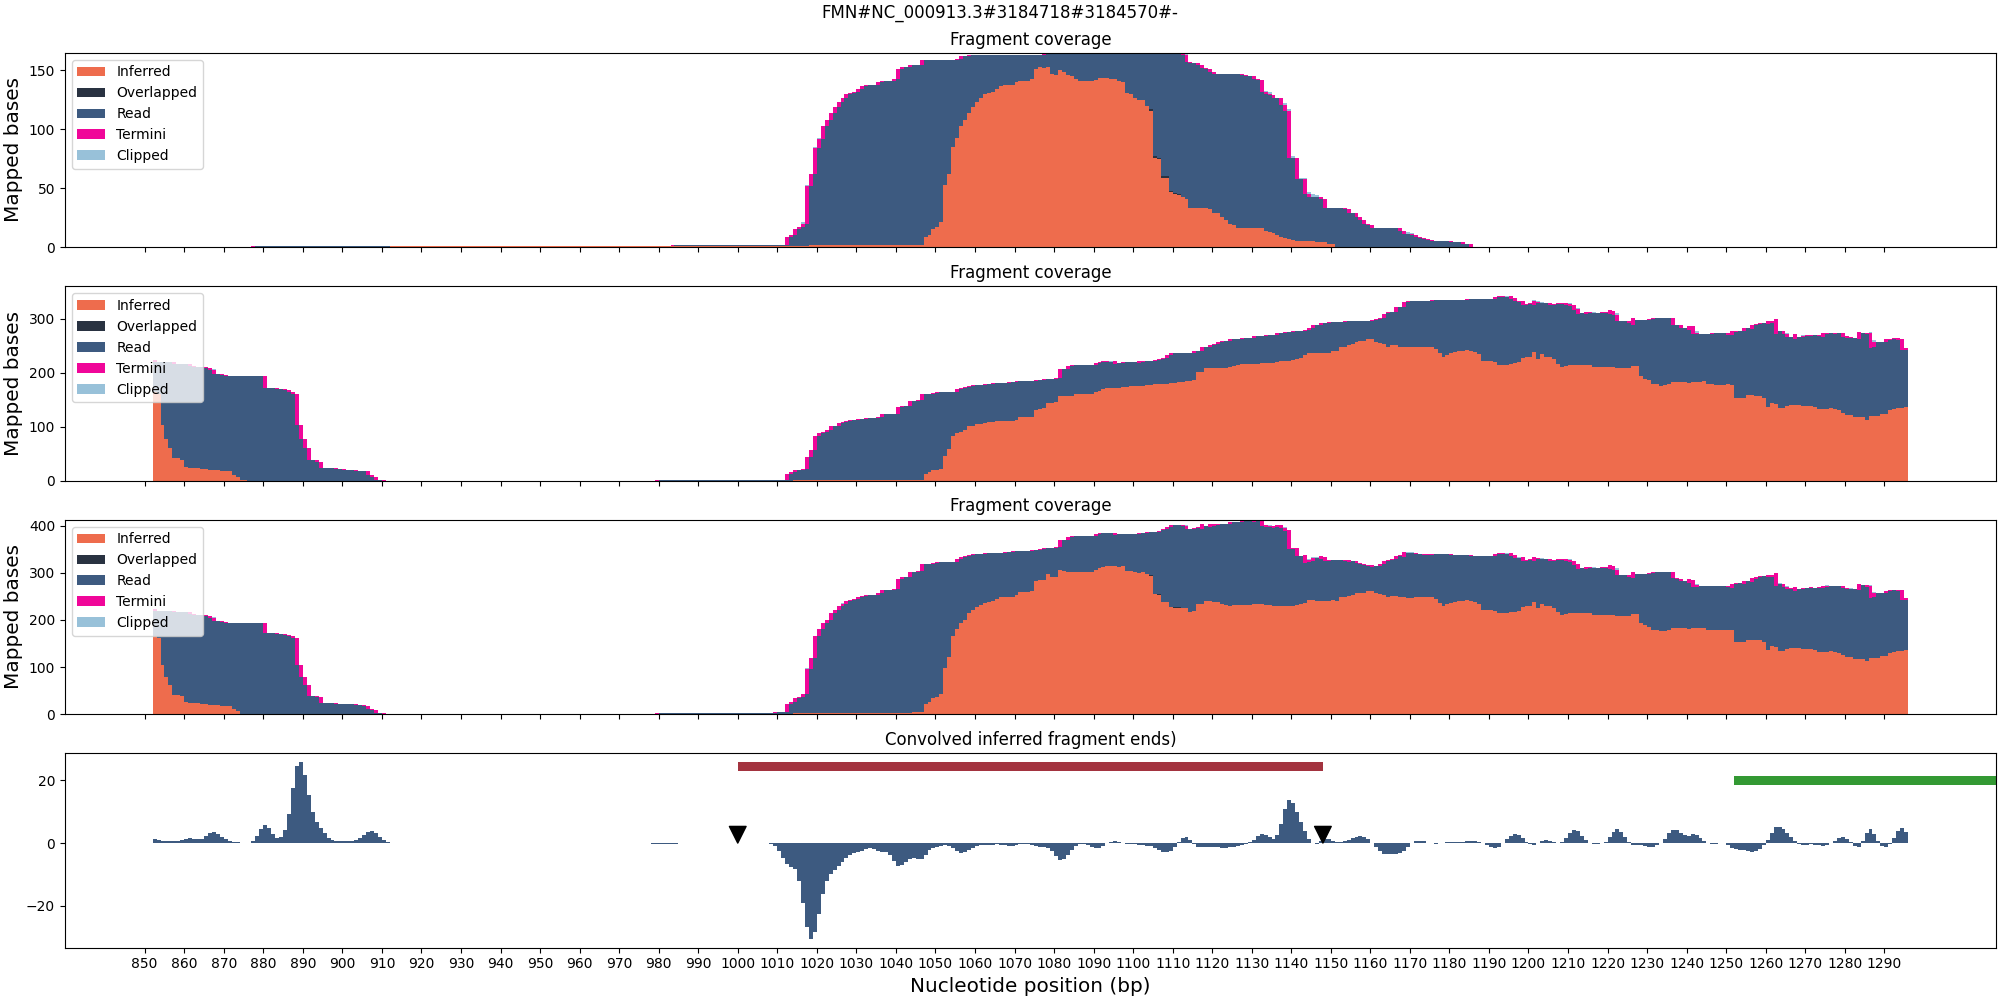 FMN#NC_000913.3#3184718#3184570#-
Fragment coverage
Mapped bases
150
100
50
0
Inferred
Overlapped
Read
Termini
Clipped
Fragment coverage
Mapped bases
300
200
100
0
Inferred
Overlapped
Read
Termini
Clipped
Fragment coverage
Mapped bases
400
300
200
100
0
Inferred
Overlapped
Read
Termini
Clipped
Convolved inferred fragment ends)
20
0
−20
850 860 870 880 890 900 910 920 930 940 950 960 970 980 990 1000 1010 1020 1030 1040 1050 1060 1070 1080 1090 1100 1110 1120 1130 1140 1150 1160 1170 1180 1190 1200 1210 1220 1230 1240 1250 1260 1270 1280 1290
Nucleotide position (bp)